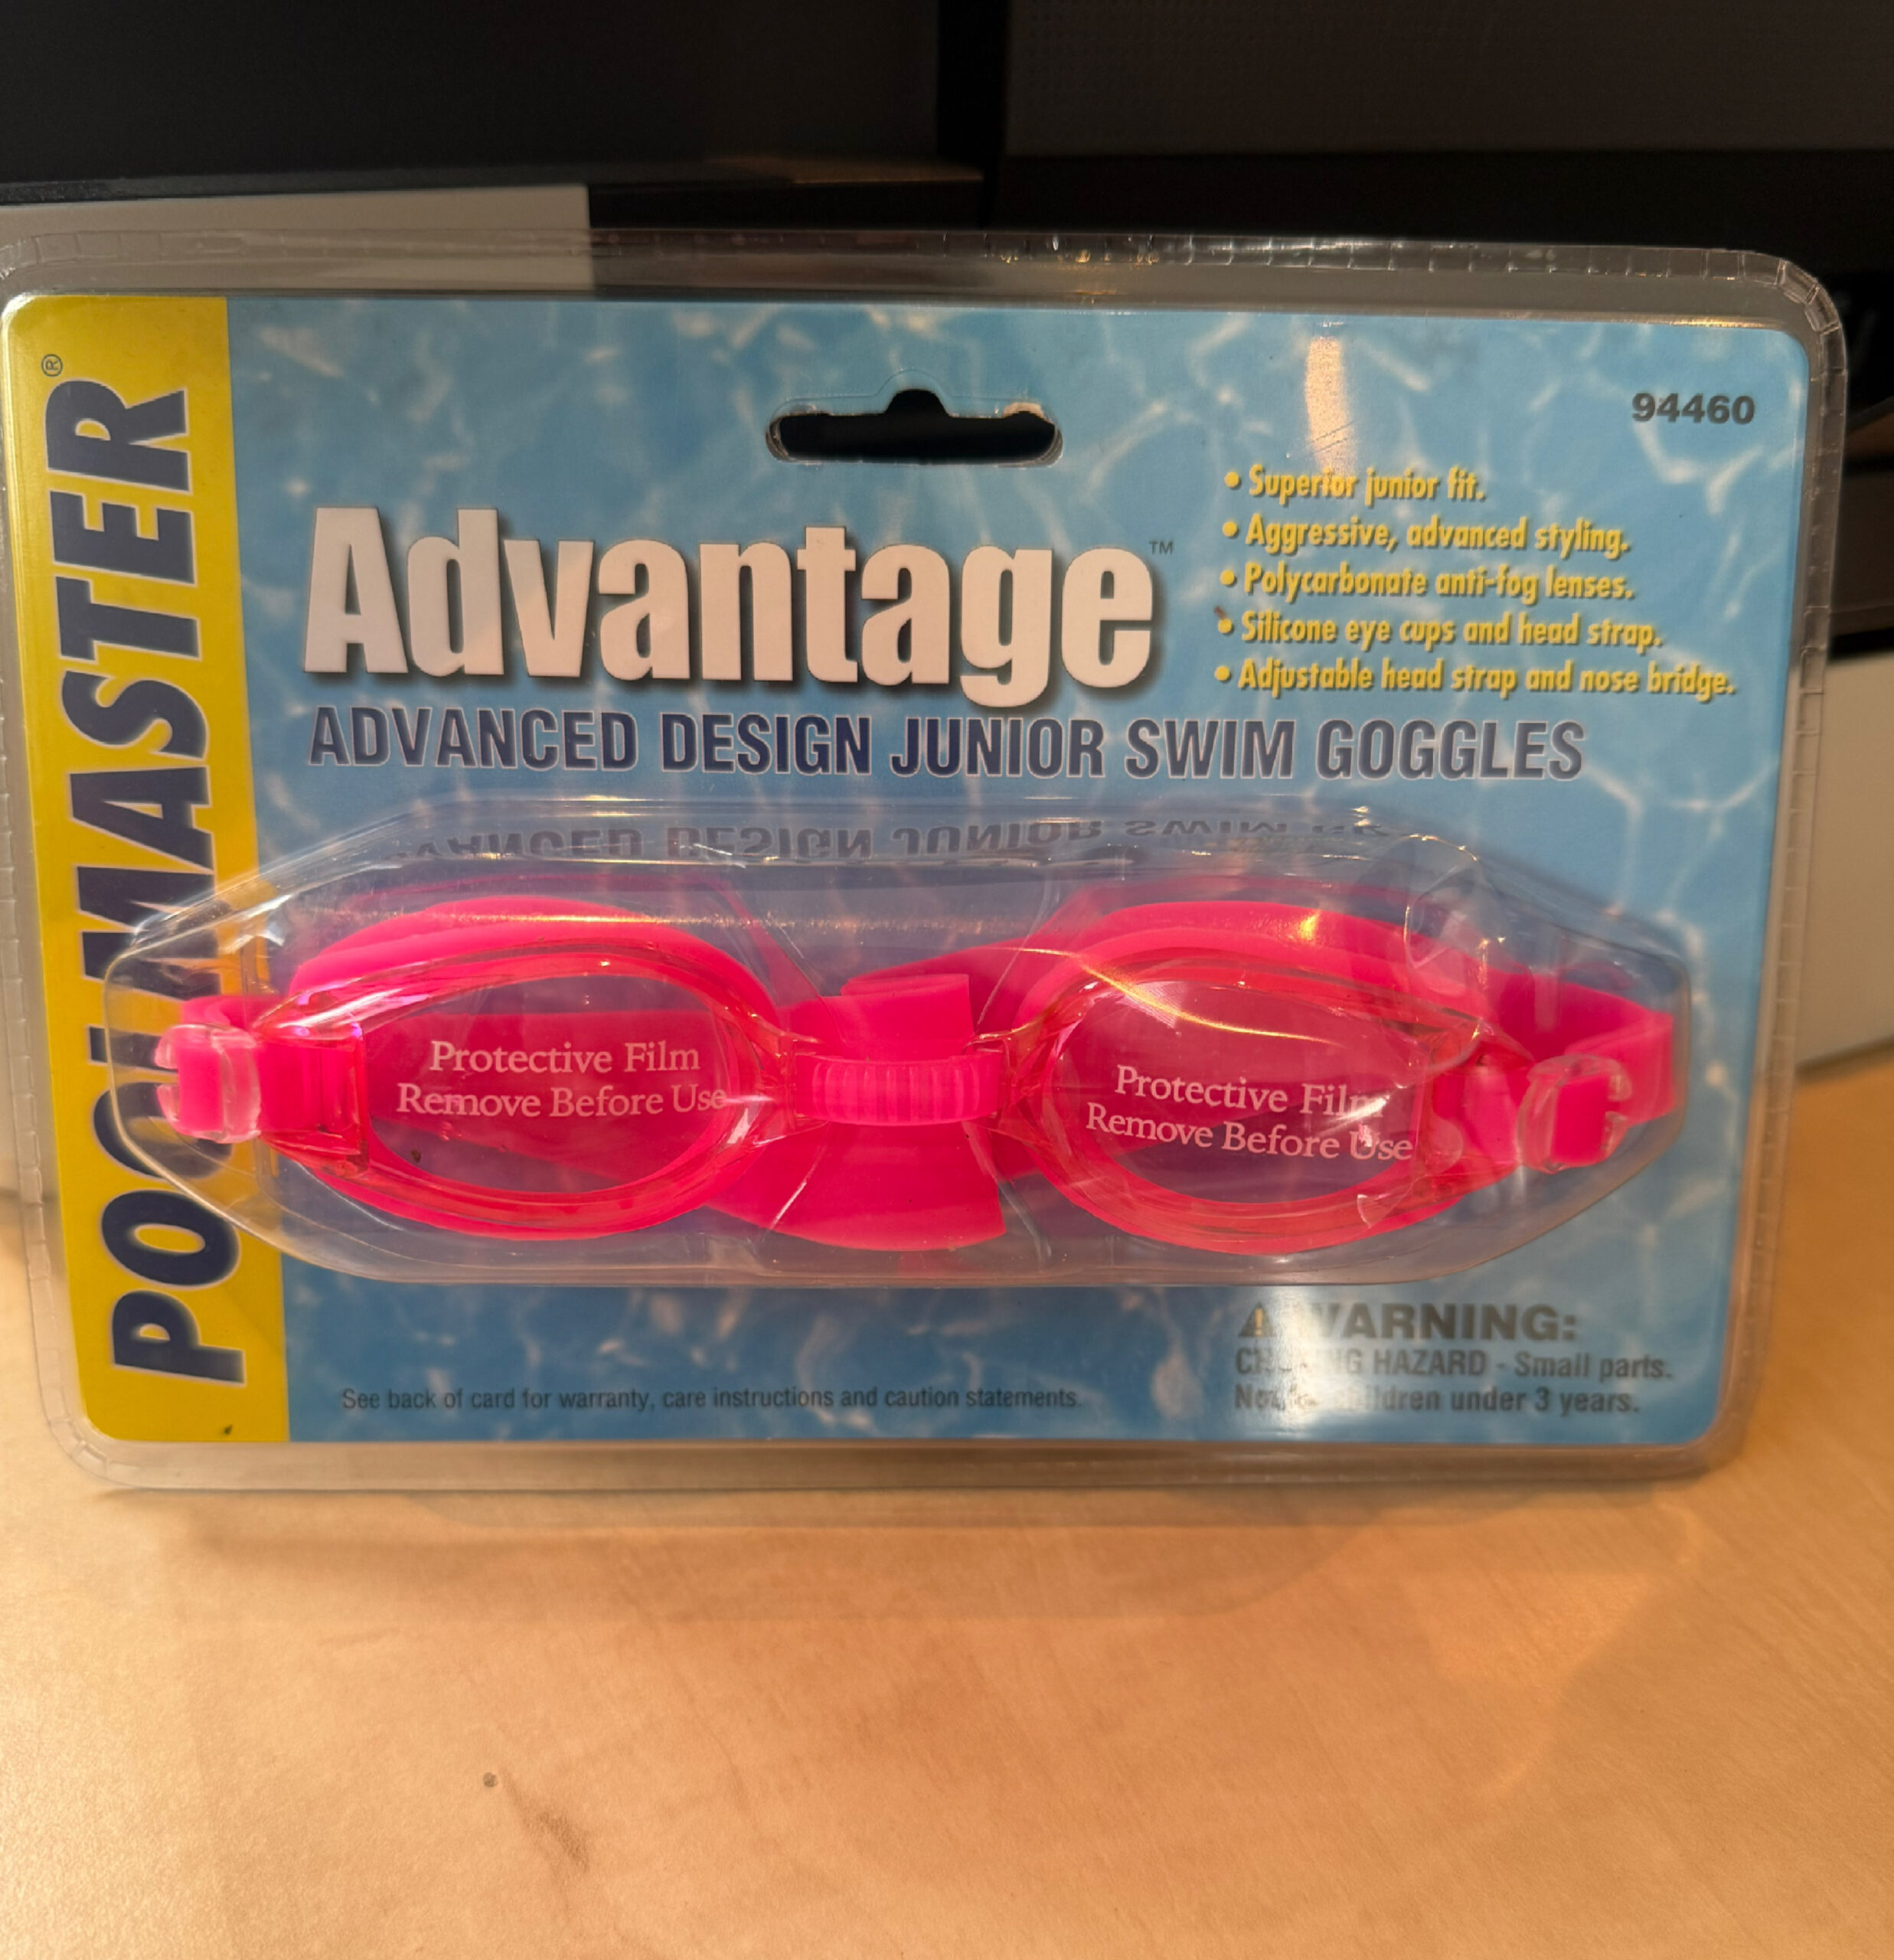 POOLMASTER®
94460
Advantage™
• Superior junior fit.
• Aggressive, advanced styling.
• Polycarbonate anti-fog lenses.
• Silicone eye cups and head strap.
• Adjustable head strap and nose bridge.
ADVANCED DESIGN JUNIOR SWIM GOGGLES
Protective Film
Remove Before Use
Protective Film
Remove Before Use
WARNING:
CHOKING HAZARD - Small parts.
Not for children under 3 years.
See back of card for warranty, care instructions and caution statements.